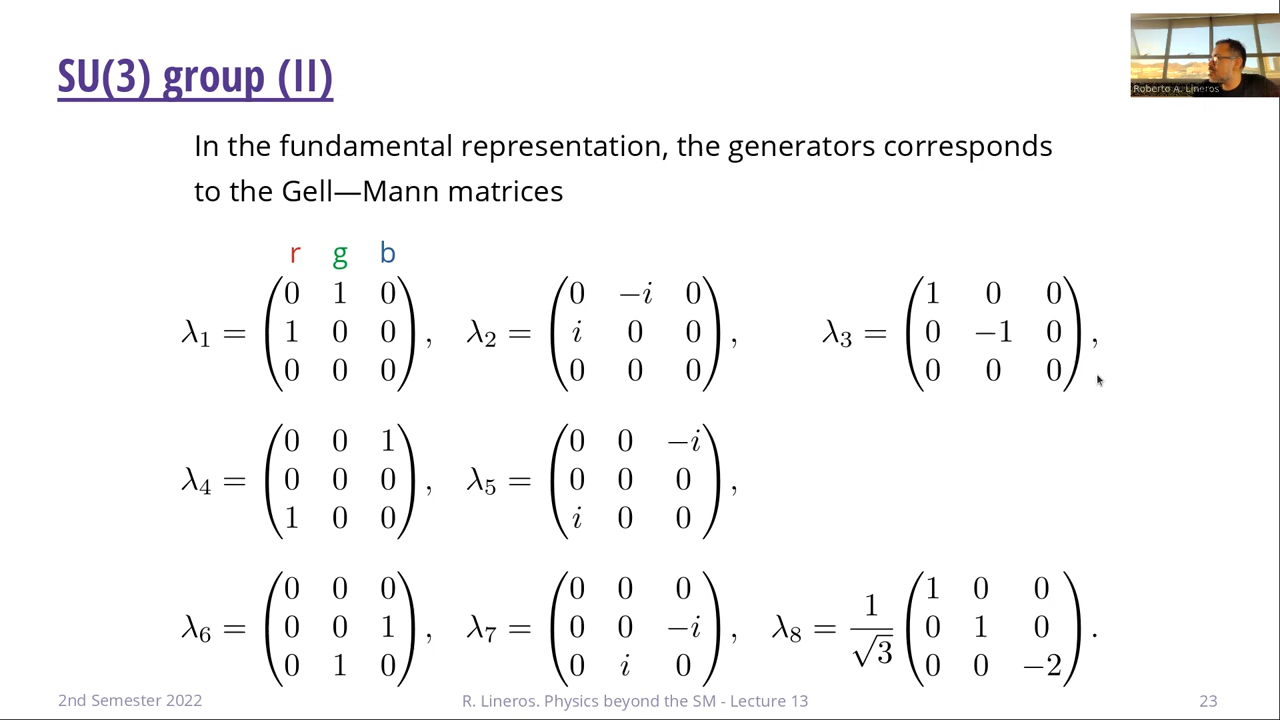 SU(3) group (II)
Roberto A. Lineros
In the fundamental representation, the generators corresponds
to the Gell—Mann matrices
r g b
λ₁ = (0 1 0; 1 0 0; 0 0 0), λ₂ = (0 −i 0; i 0 0; 0 0 0), λ₃ = (1 0 0; 0 −1 0; 0 0 0),
λ₄ = (0 0 1; 0 0 0; 1 0 0), λ₅ = (0 0 −i; 0 0 0; i 0 0),
λ₆ = (0 0 0; 0 0 1; 0 1 0), λ₇ = (0 0 0; 0 0 −i; 0 i 0), λ₈ = 1/√3 (1 0 0; 0 1 0; 0 0 −2).
2nd Semester 2022
R. Lineros. Physics beyond the SM - Lecture 13
23